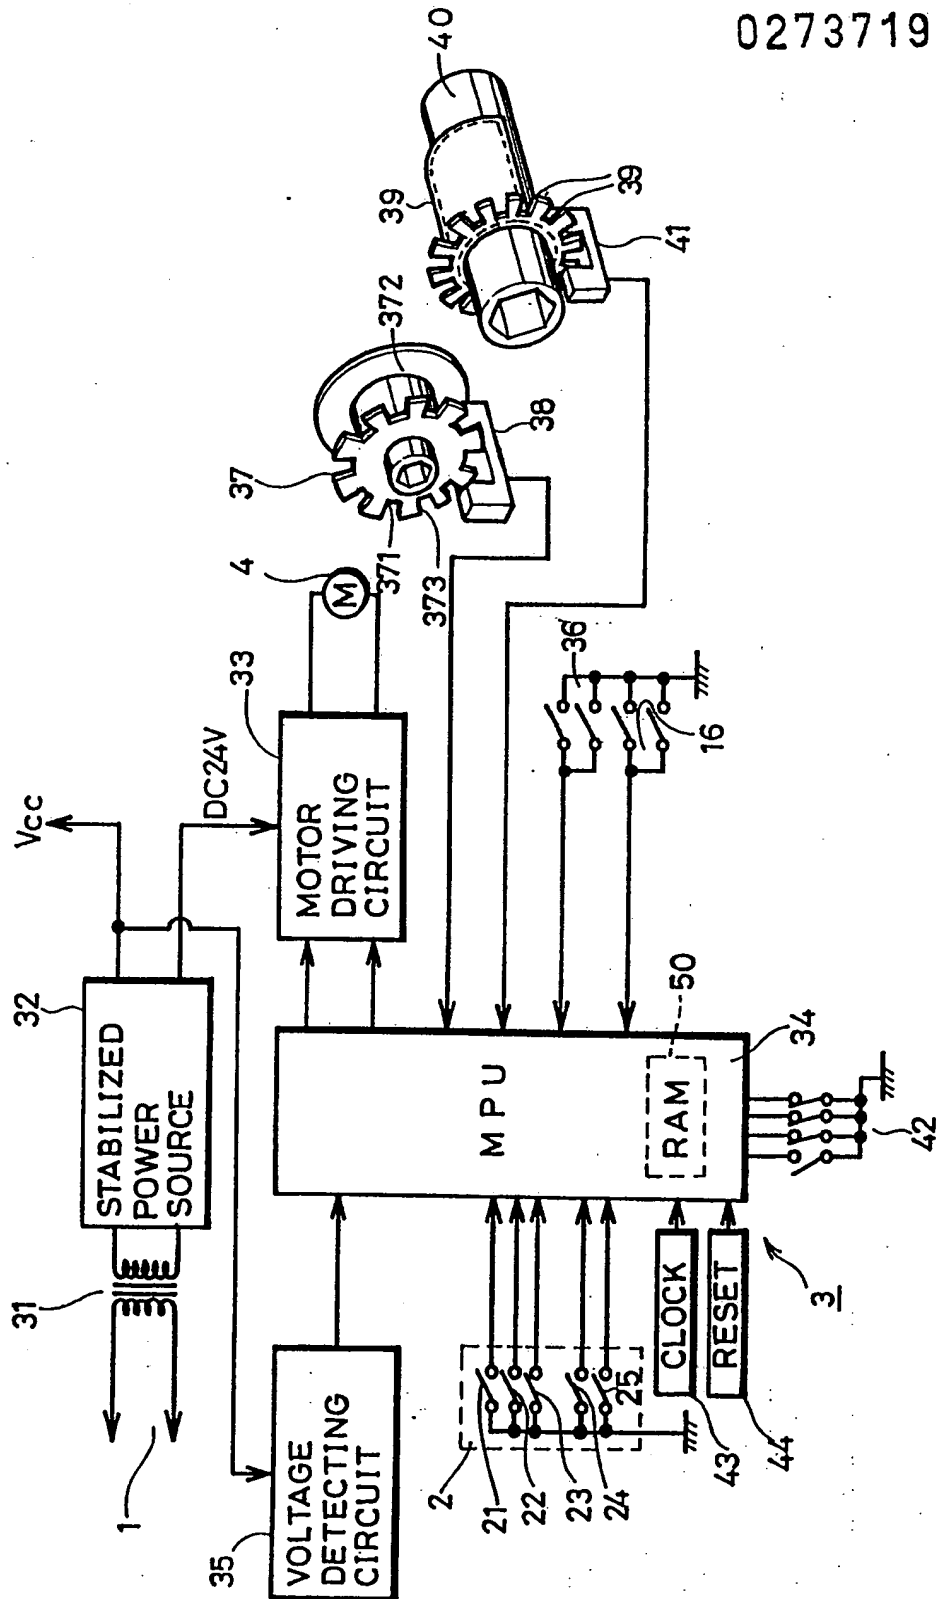 0273719
1
31
32
STABILIZED
POWER
SOURCE
Vcc
DC24V
35
VOLTAGE
DETECTING
CIRCUIT
33
MOTOR
DRIVING
CIRCUIT
4
M
37
371
372
373
38
39
40
39
41
MPU
RAM
50
34
36
16
2
21
22
23
24
25
43
CLOCK
44
RESET
3
42